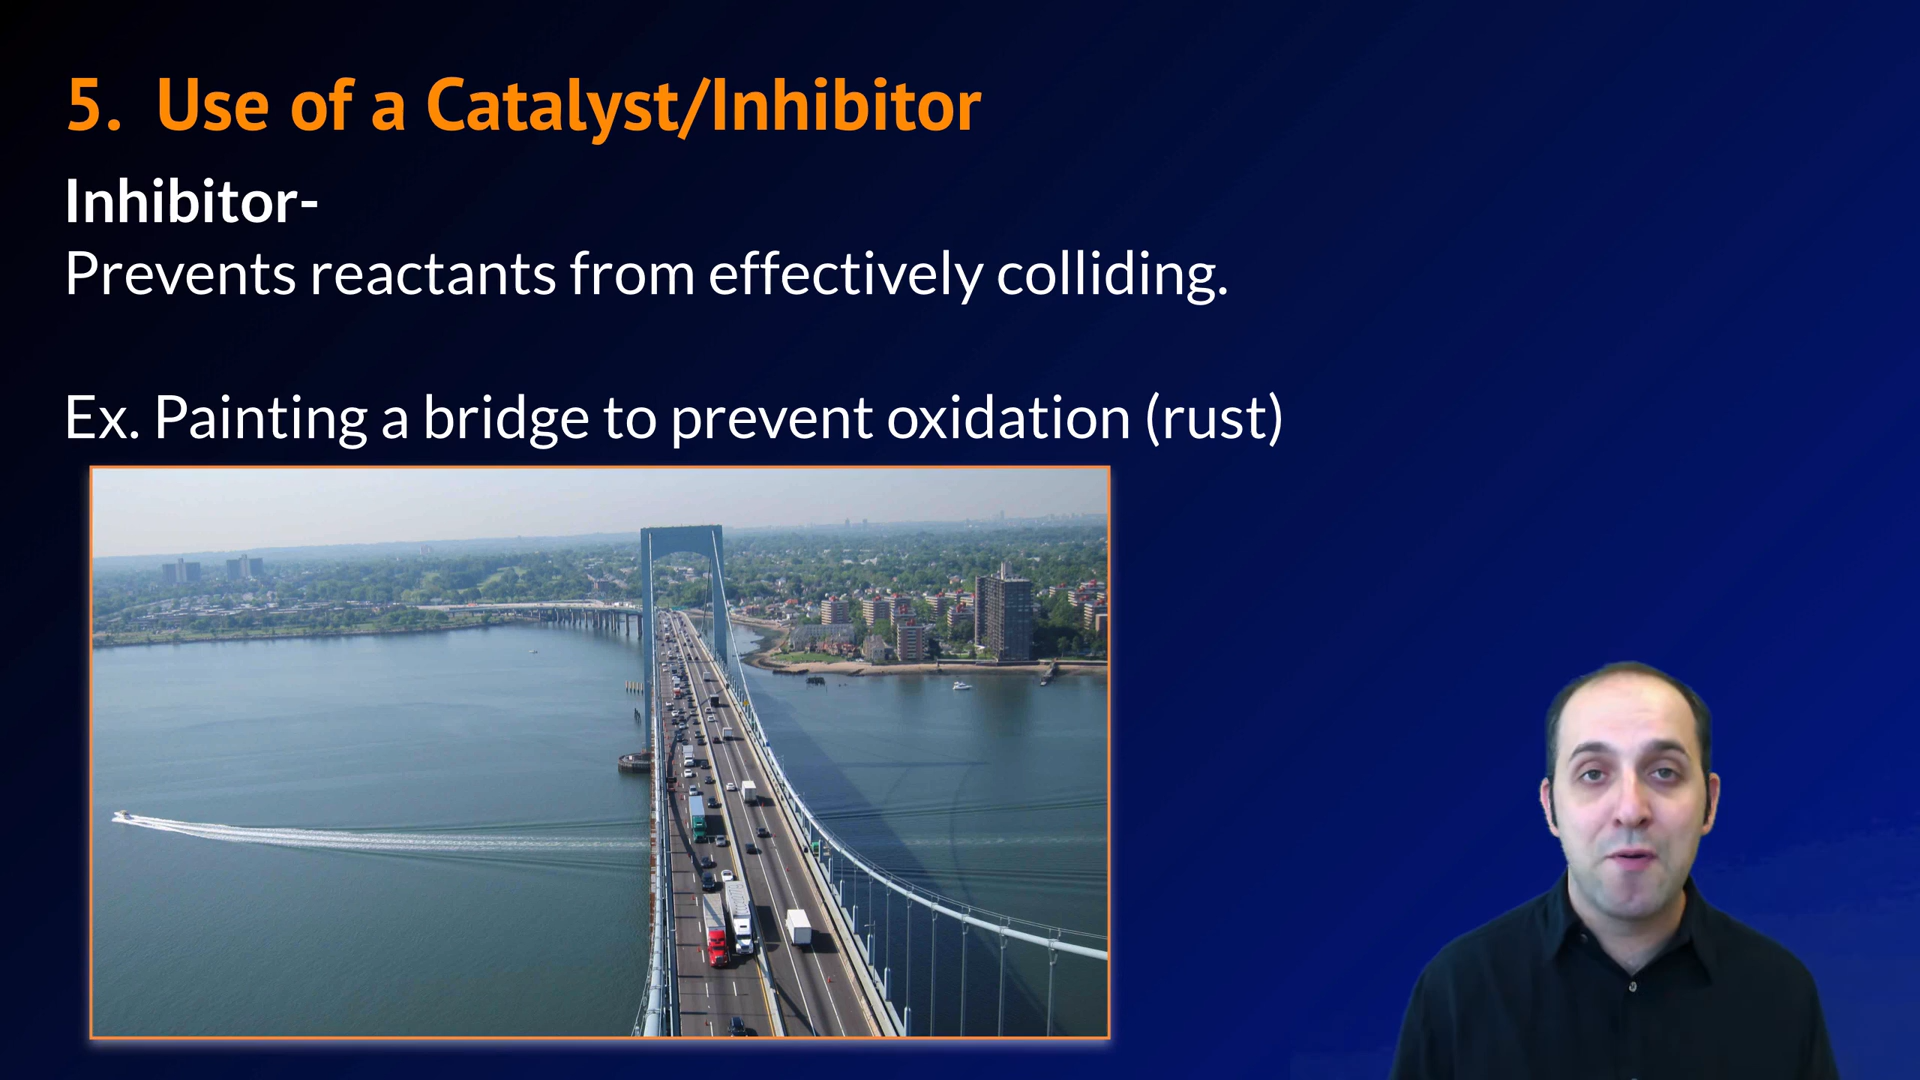 5. Use of a Catalyst/Inhibitor
Inhibitor-
Prevents reactants from effectively colliding.
Ex. Painting a bridge to prevent oxidation (rust)